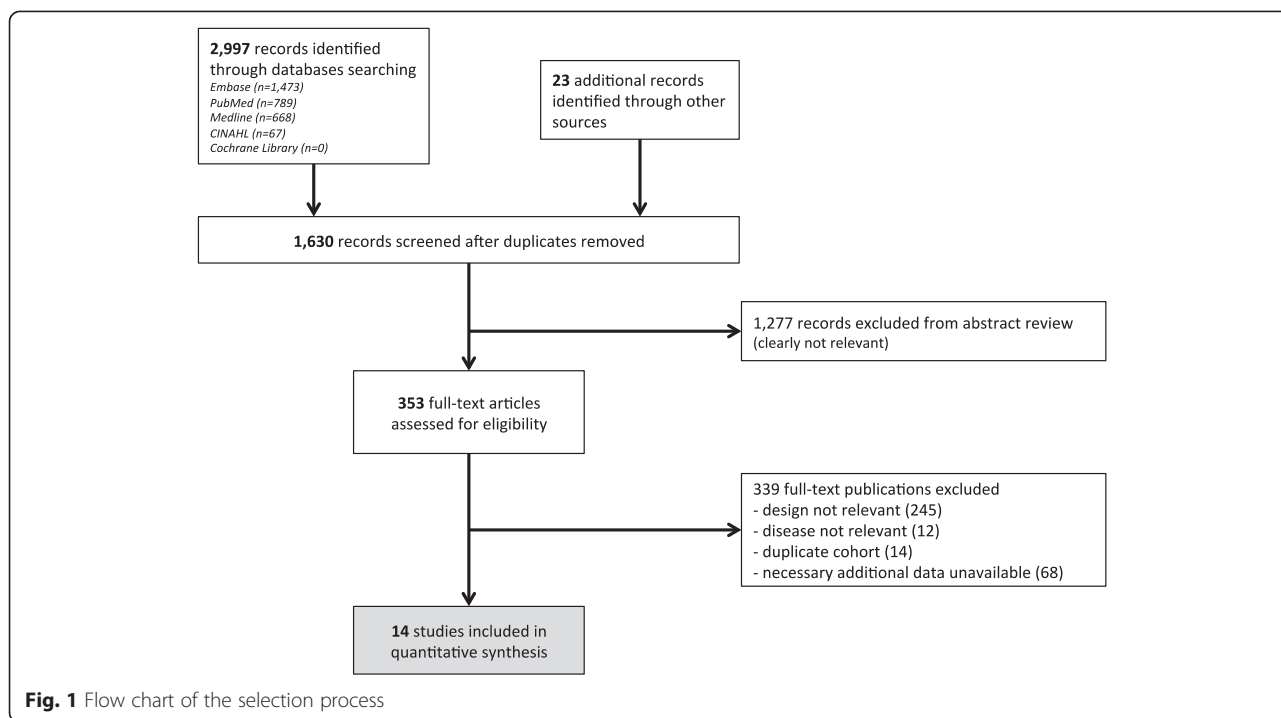 2,997 records identified
through databases searching
Embase (n=1,473)
PubMed (n=789)
Medline (n=668)
CINAHL (n=67)
Cochrane Library (n=0)
23 additional records
identified through other
sources
1,630 records screened after duplicates removed
1,277 records excluded from abstract review
(clearly not relevant)
353 full-text articles
assessed for eligibility
339 full-text publications excluded
- design not relevant (245)
- disease not relevant (12)
- duplicate cohort (14)
- necessary additional data unavailable (68)
14 studies included in
quantitative synthesis
Fig. 1 Flow chart of the selection process